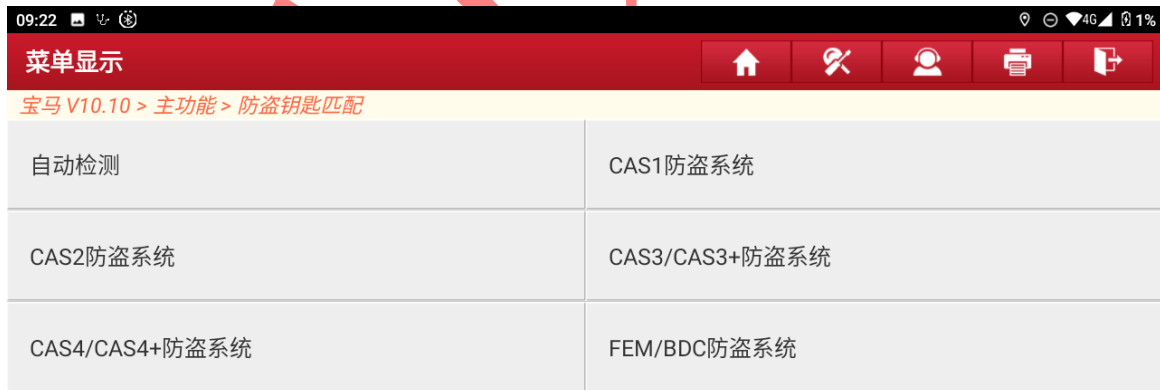 09:22 4G 1%
菜单显示
宝马 V10.10 > 主功能 > 防盗钥匙匹配
自动检测 CAS1防盗系统
CAS2防盗系统 CAS3/CAS3+防盗系统
CAS4/CAS4+防盗系统 FEM/BDC防盗系统